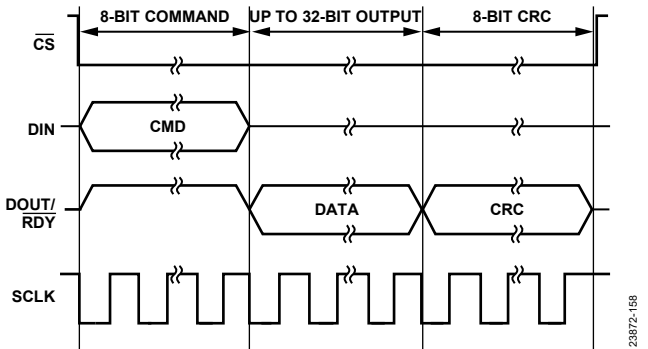 8-BIT COMMAND
UP TO 32-BIT OUTPUT
8-BIT CRC
CS
DIN
CMD
DOUT/
RDY
DATA
CRC
SCLK
23872-158